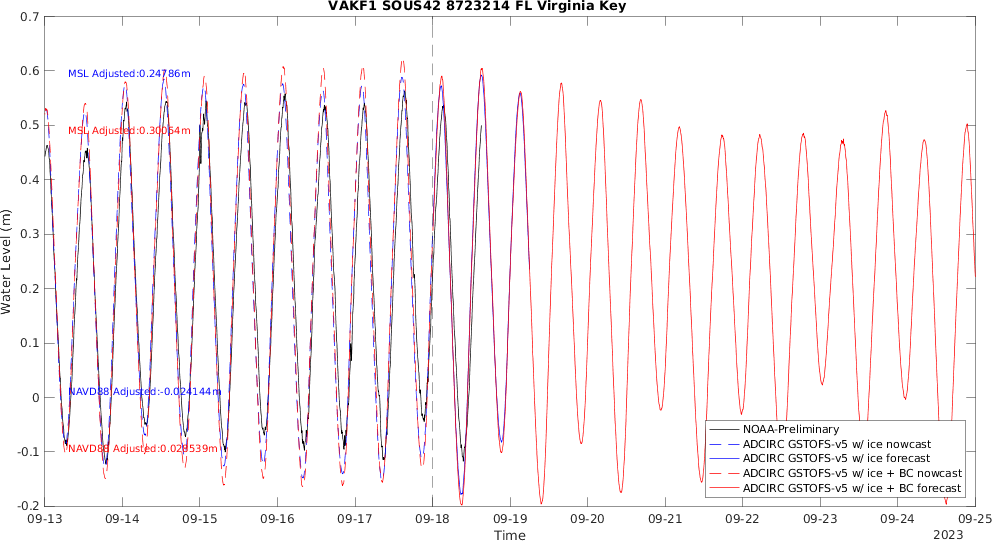 VAKF1 SOUS42 8723214 FL Virginia Key
0.7
0.6
0.5
0.4
0.3
0.2
0.1
0
-0.1
-0.2
Water Level (m)
MSL Adjusted:0.24786m
MSL Adjusted:0.30054m
NAVD88 Adjusted:-0.024144m
NAVD88 Adjusted:0.028539m
NOAA-Preliminary
ADCIRC GSTOFS-v5 w/ ice nowcast
ADCIRC GSTOFS-v5 w/ ice forecast
ADCIRC GSTOFS-v5 w/ ice + BC nowcast
ADCIRC GSTOFS-v5 w/ ice + BC forecast
09-13 09-14 09-15 09-16 09-17 09-18 09-19 09-20 09-21 09-22 09-23 09-24 09-25
Time
2023